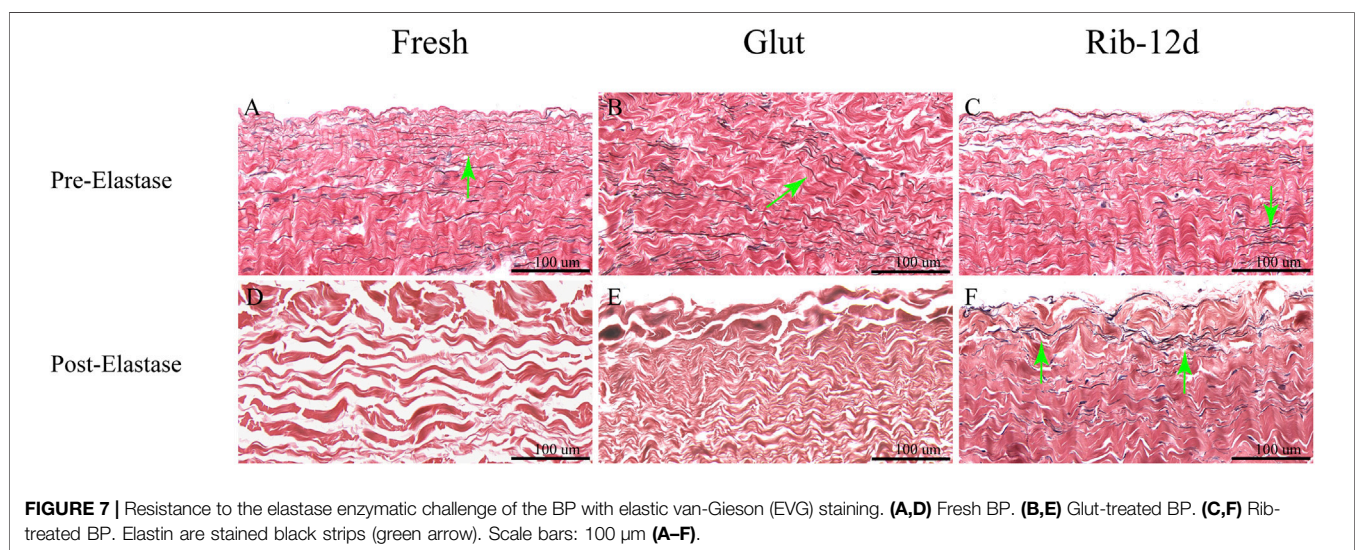 Fresh Glut Rib-12d
Pre-Elastase
A B C
100 um 100 um 100 um
Post-Elastase
D E F
100 um 100 um 100 um
FIGURE 7 | Resistance to the elastase enzymatic challenge of the BP with elastic van-Gieson (EVG) staining. (A,D) Fresh BP. (B,E) Glut-treated BP. (C,F) Rib-
treated BP. Elastin are stained black strips (green arrow). Scale bars: 100 µm (A–F).